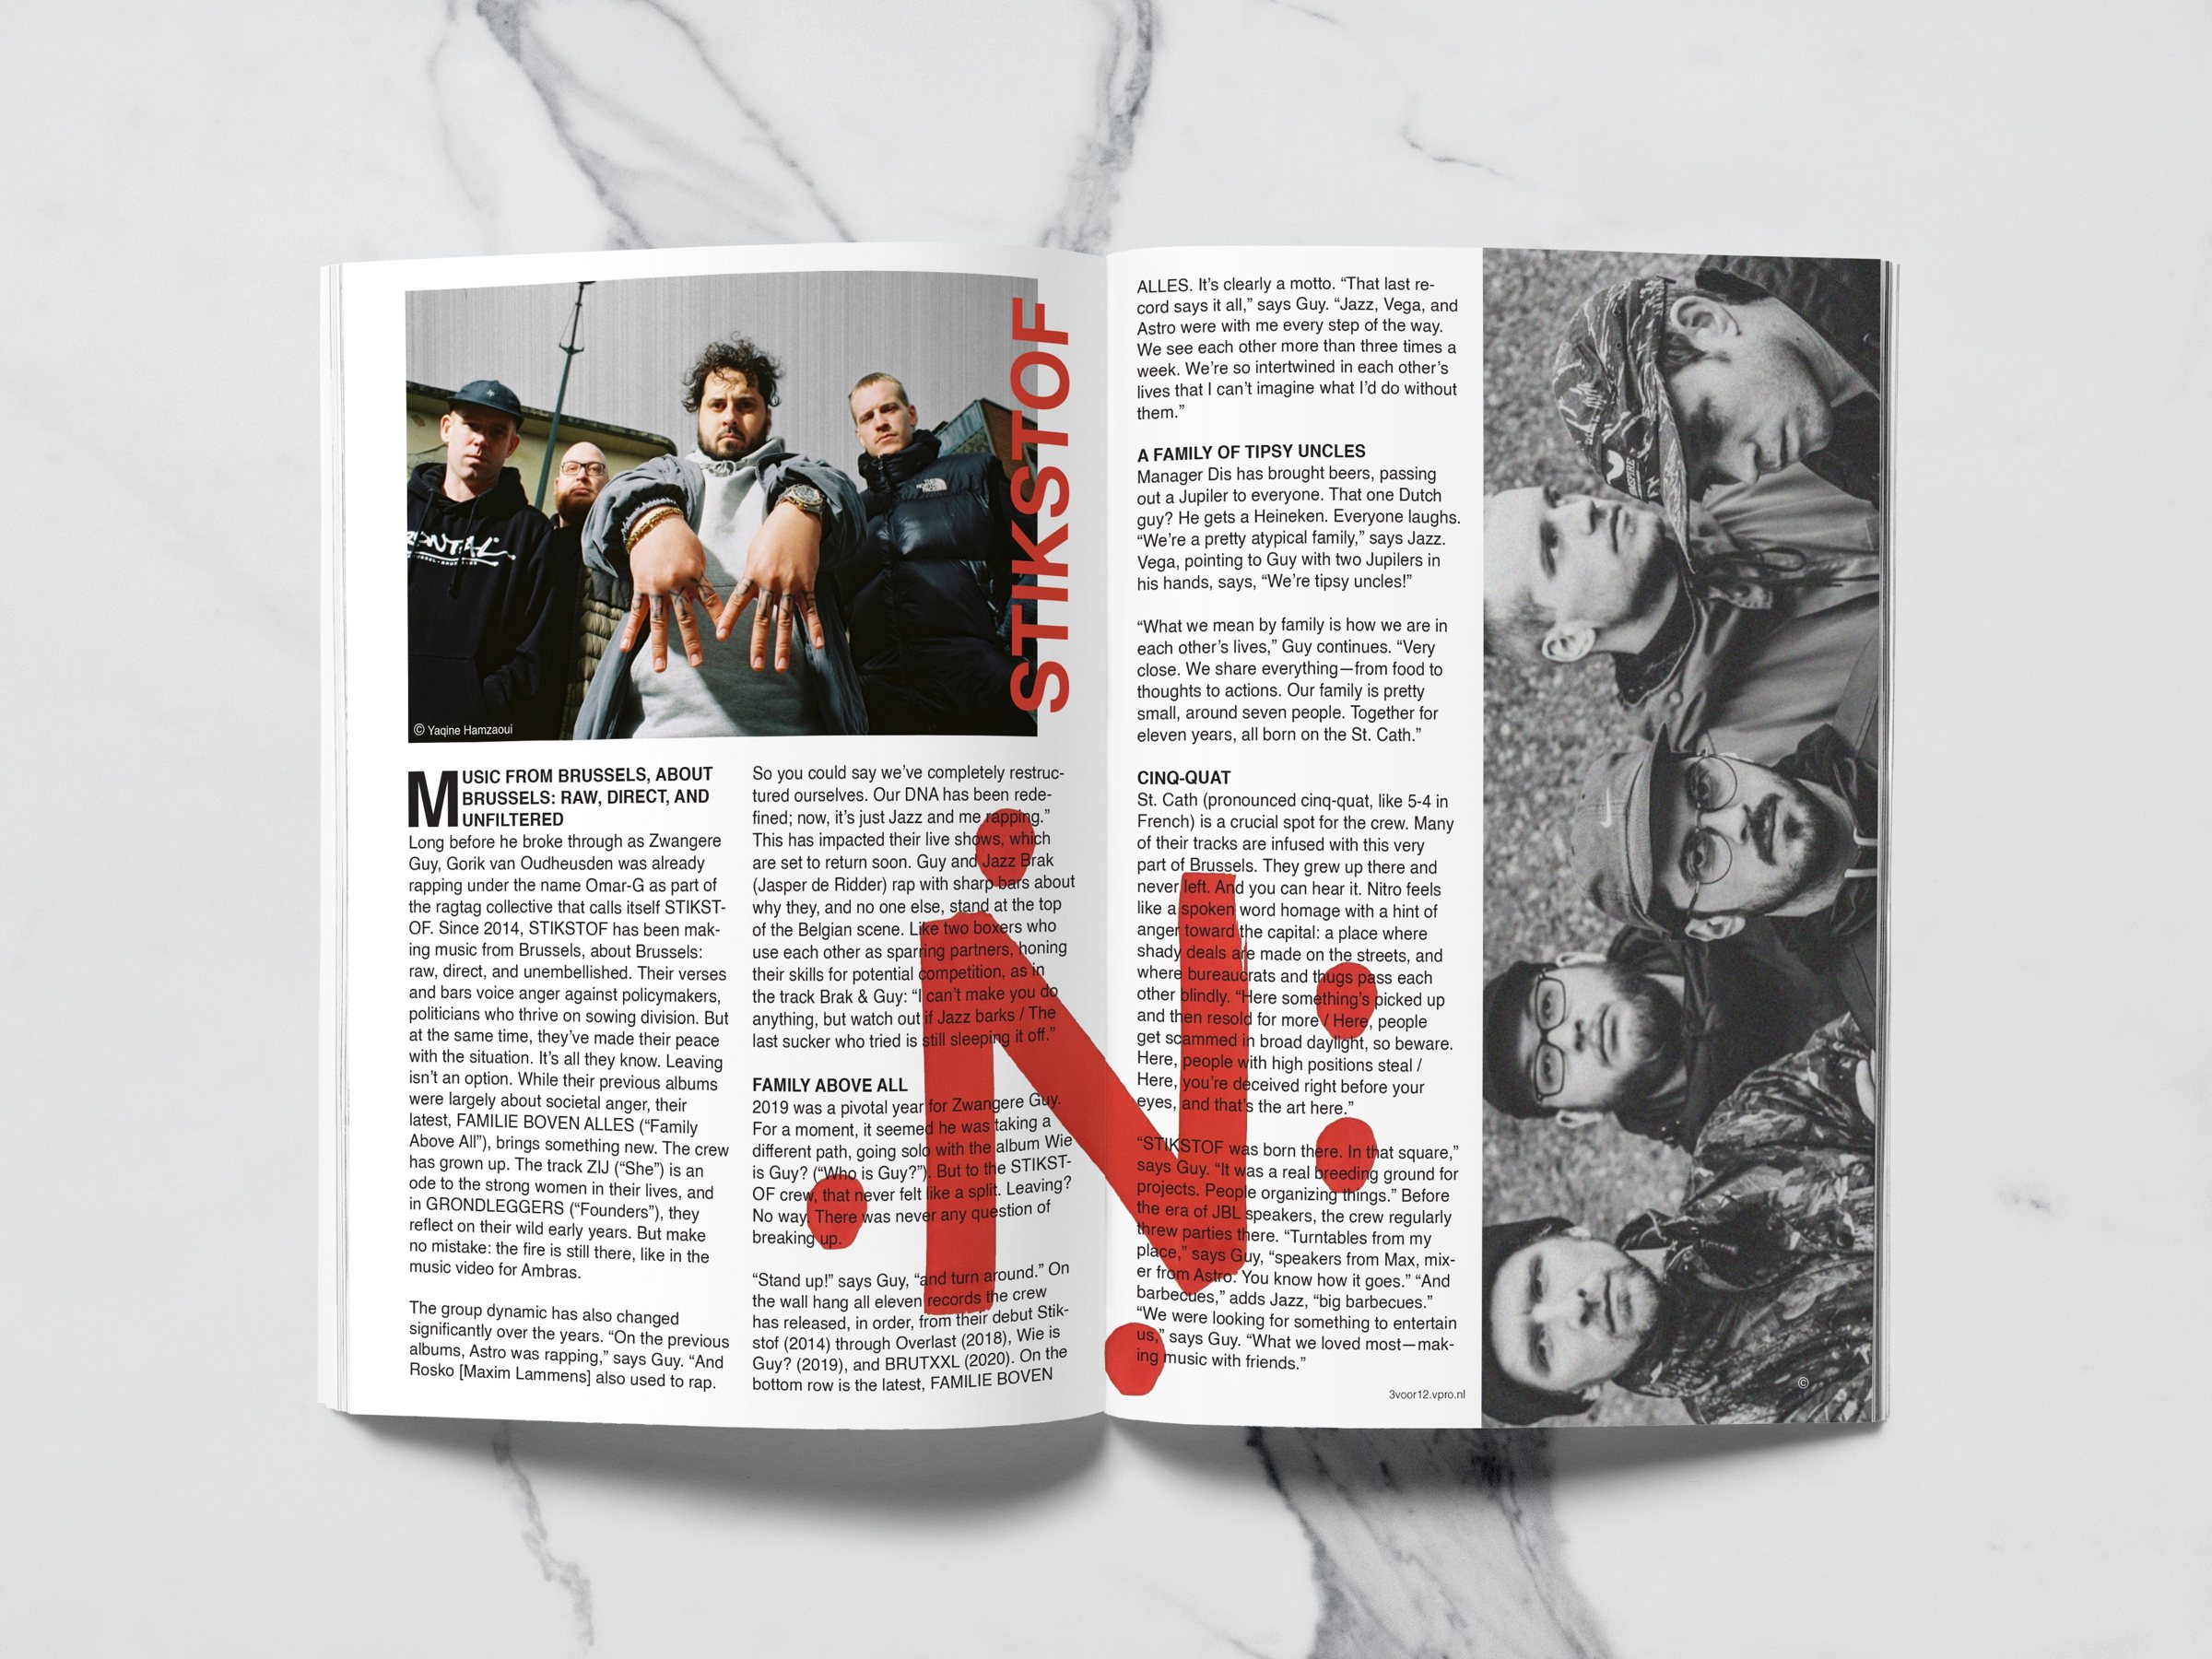 STIKSTOF
THE
NORTH
FACE
© Yaqine Hamzaoui
MUSIC FROM BRUSSELS, ABOUT
BRUSSELS: RAW, DIRECT, AND
UNFILTERED
Long before he broke through as Zwangere
Guy, Gorik van Oudheusden was already
rapping under the name Omar-G as part of
the ragtag collective that calls itself STIKST-
OF. Since 2014, STIKSTOF has been mak-
ing music from Brussels, about Brussels:
raw, direct, and unembellished. Their verses
and bars voice anger against policymakers,
politicians who thrive on sowing division. But
at the same time, they’ve made their peace
with the situation. It’s all they know. Leaving
isn’t an option. While their previous albums
were largely about societal anger, their
latest, FAMILIE BOVEN ALLES (“Family
Above All”), brings something new. The crew
has grown up. The track ZIJ (“She”) is an
ode to the strong women in their lives, and
in GRONDLEGGERS (“Founders”), they
reflect on their wild early years. But make
no mistake: the fire is still there, like in the
music video for Ambras.
The group dynamic has also changed
significantly over the years. “On the previous
albums, Astro was rapping,” says Guy. “And
Rosko [Maxim Lammens] also used to rap.
So you could say we’ve completely restruc-
tured ourselves. Our DNA has been rede-
fined; now, it’s just Jazz and me rapping.”
This has impacted their live shows, which
are set to return soon. Guy and Jazz Brak
(Jasper de Ridder) rap with sharp bars about
why they, and no one else, stand at the top
of the Belgian scene. Like two boxers who
use each other as sparring partners, honing
their skills for potential competition, as in
the track Brak & Guy: “I can’t make you do
anything, but watch out if Jazz barks / The
last sucker who tried is still sleeping it off.”
FAMILY ABOVE ALL
2019 was a pivotal year for Zwangere Guy.
For a moment, it seemed he was taking a
different path, going solo with the album Wie
is Guy? (“Who is Guy?”). But to the STIKST-
OF crew, that never felt like a split. Leaving?
No way. There was never any question of
breaking up.
“Stand up!” says Guy, “and turn around.” On
the wall hang all eleven records the crew
has released, in order, from their debut Stik-
stof (2014) through Overlast (2018), Wie is
Guy? (2019), and BRUTXXL (2020). On the
bottom row is the latest, FAMILIE BOVEN
ALLES. It’s clearly a motto. “That last re-
cord says it all,” says Guy. “Jazz, Vega, and
Astro were with me every step of the way.
We see each other more than three times a
week. We’re so intertwined in each other’s
lives that I can’t imagine what I’d do without
them.”
A FAMILY OF TIPSY UNCLES
Manager Dis has brought beers, passing
out a Jupiler to everyone. That one Dutch
guy? He gets a Heineken. Everyone laughs.
“We’re a pretty atypical family,” says Jazz.
Vega, pointing to Guy with two Jupilers in
his hands, says, “We’re tipsy uncles!”
“What we mean by family is how we are in
each other’s lives,” Guy continues. “Very
close. We share everything—from food to
thoughts to actions. Our family is pretty
small, around seven people. Together for
eleven years, all born on the St. Cath.”
CINQ-QUAT
St. Cath (pronounced cinq-quat, like 5-4 in
French) is a crucial spot for the crew. Many
of their tracks are infused with this very
part of Brussels. They grew up there and
never left. And you can hear it. Nitro feels
like a spoken word homage with a hint of
anger toward the capital: a place where
shady deals are made on the streets, and
where bureaucrats and thugs pass each
other blindly. “Here something’s picked up
and then resold for more / Here, people
get scammed in broad daylight, so beware.
Here, people with high positions steal /
Here, you’re deceived right before your
eyes, and that’s the art here.”
“STIKSTOF was born there. In that square,”
says Guy. “It was a real breeding ground for
projects. People organizing things.” Before
the era of JBL speakers, the crew regularly
threw parties there. “Turntables from my
place,” says Guy, “speakers from Max, mix-
er from Astro. You know how it goes.” “And
barbecues,” adds Jazz, “big barbecues.”
“We were looking for something to entertain
us,” says Guy. “What we loved most—mak-
ing music with friends.”
3voor12.vpro.nl
N
©